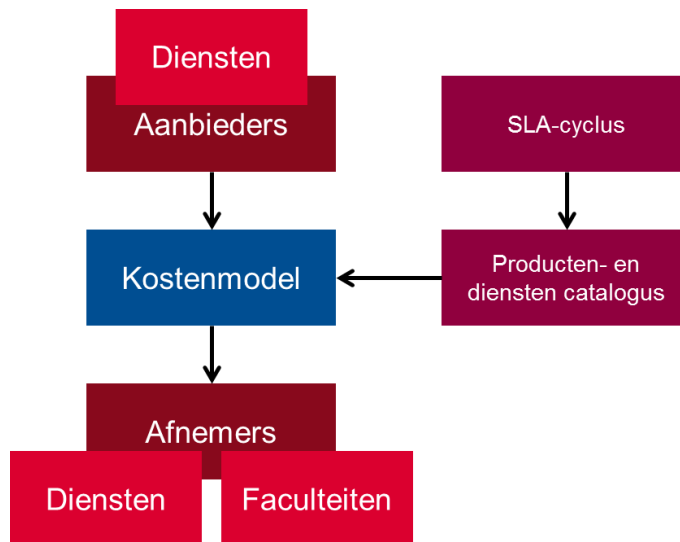 Diensten
Aanbieders
SLA-cyclus
Kostenmodel
Producten- en
diensten catalogus
Afnemers
Diensten
Faculteiten